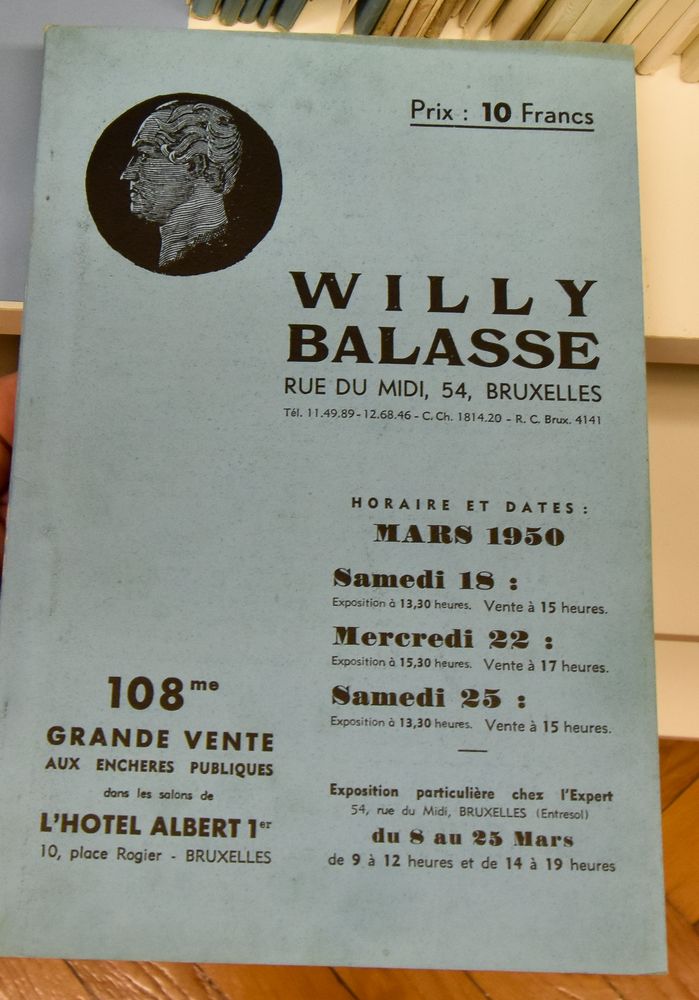 Prix : 10 Francs
WILLY
BALASSE
RUE DU MIDI, 54, BRUXELLES
Tél. 11.49.89 - 12.68.46 - C. Ch. 1814.20 - R. C. Brux. 4141
HORAIRE ET DATES :
MARS 1950
Samedi 18 :
Exposition à 13,30 heures. Vente à 15 heures.
Mercredi 22 :
Exposition à 15,30 heures. Vente à 17 heures.
Samedi 25 :
Exposition à 13,30 heures. Vente à 15 heures.
108me
GRANDE VENTE
AUX ENCHERES PUBLIQUES
dans les salons de
L'HOTEL ALBERT 1er
10, place Rogier - BRUXELLES
Exposition particulière chez l'Expert
54, rue du Midi, BRUXELLES (Entresol)
du 8 au 25 Mars
de 9 à 12 heures et de 14 à 19 heures